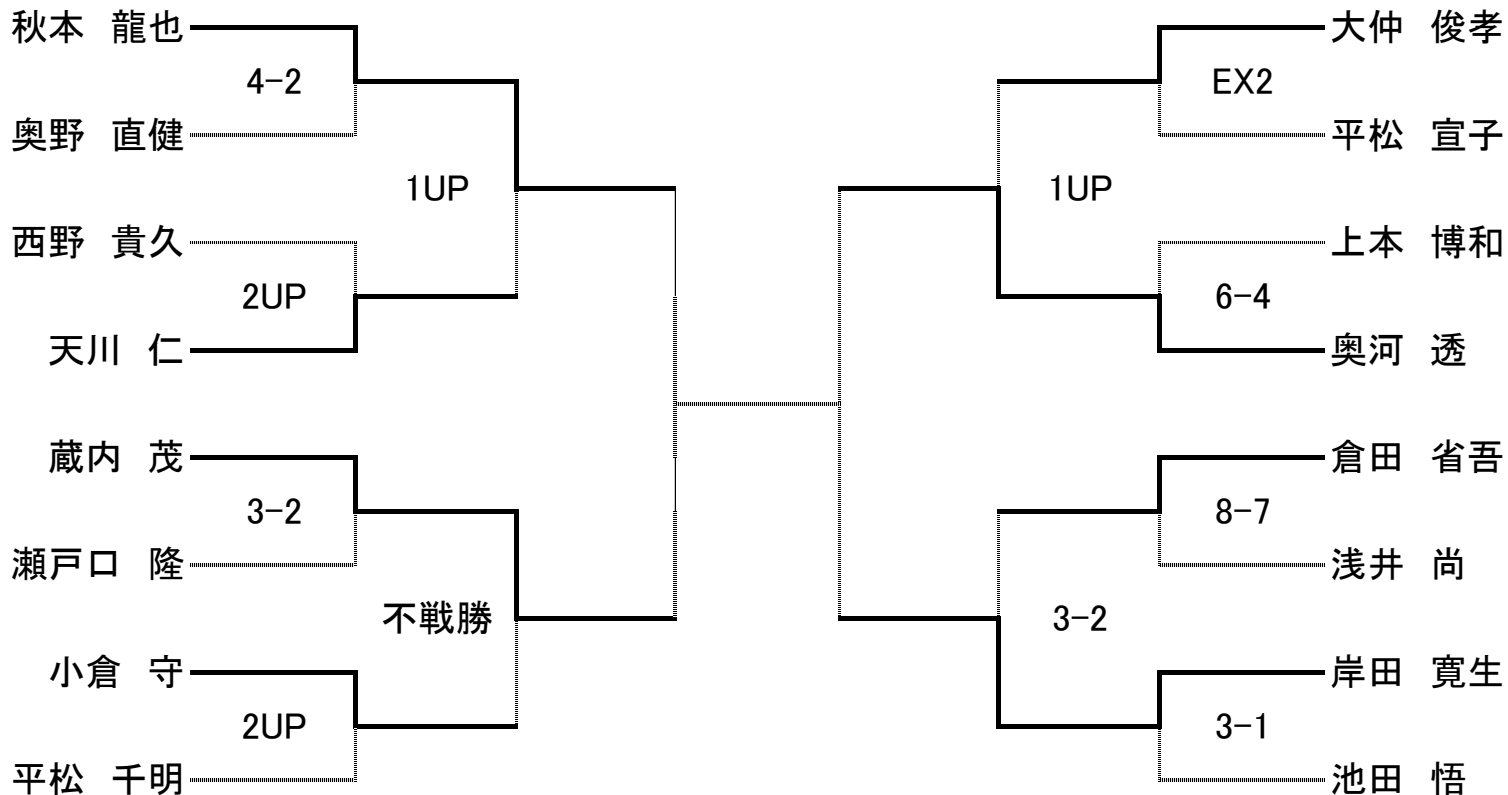 秋本　龍也
4-2
奥野　直健
1UP
西野　貴久
2UP
天川　仁
蔵内　茂
3-2
瀬戸口　隆
不戦勝
小倉　守
2UP
平松　千明
大仲　俊孝
EX2
平松　宣子
1UP
上本　博和
6-4
奥河　透
倉田　省吾
8-7
浅井　尚
3-2
岸田　寛生
3-1
池田　悟